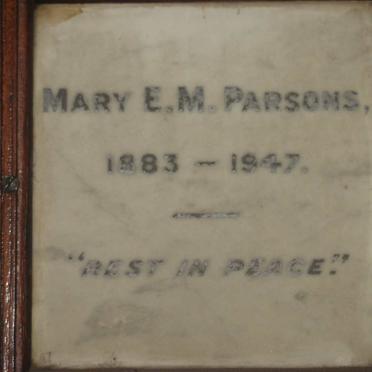 MARY E.M. PARSONS,
1883 — 1947.
"REST IN PEACE."